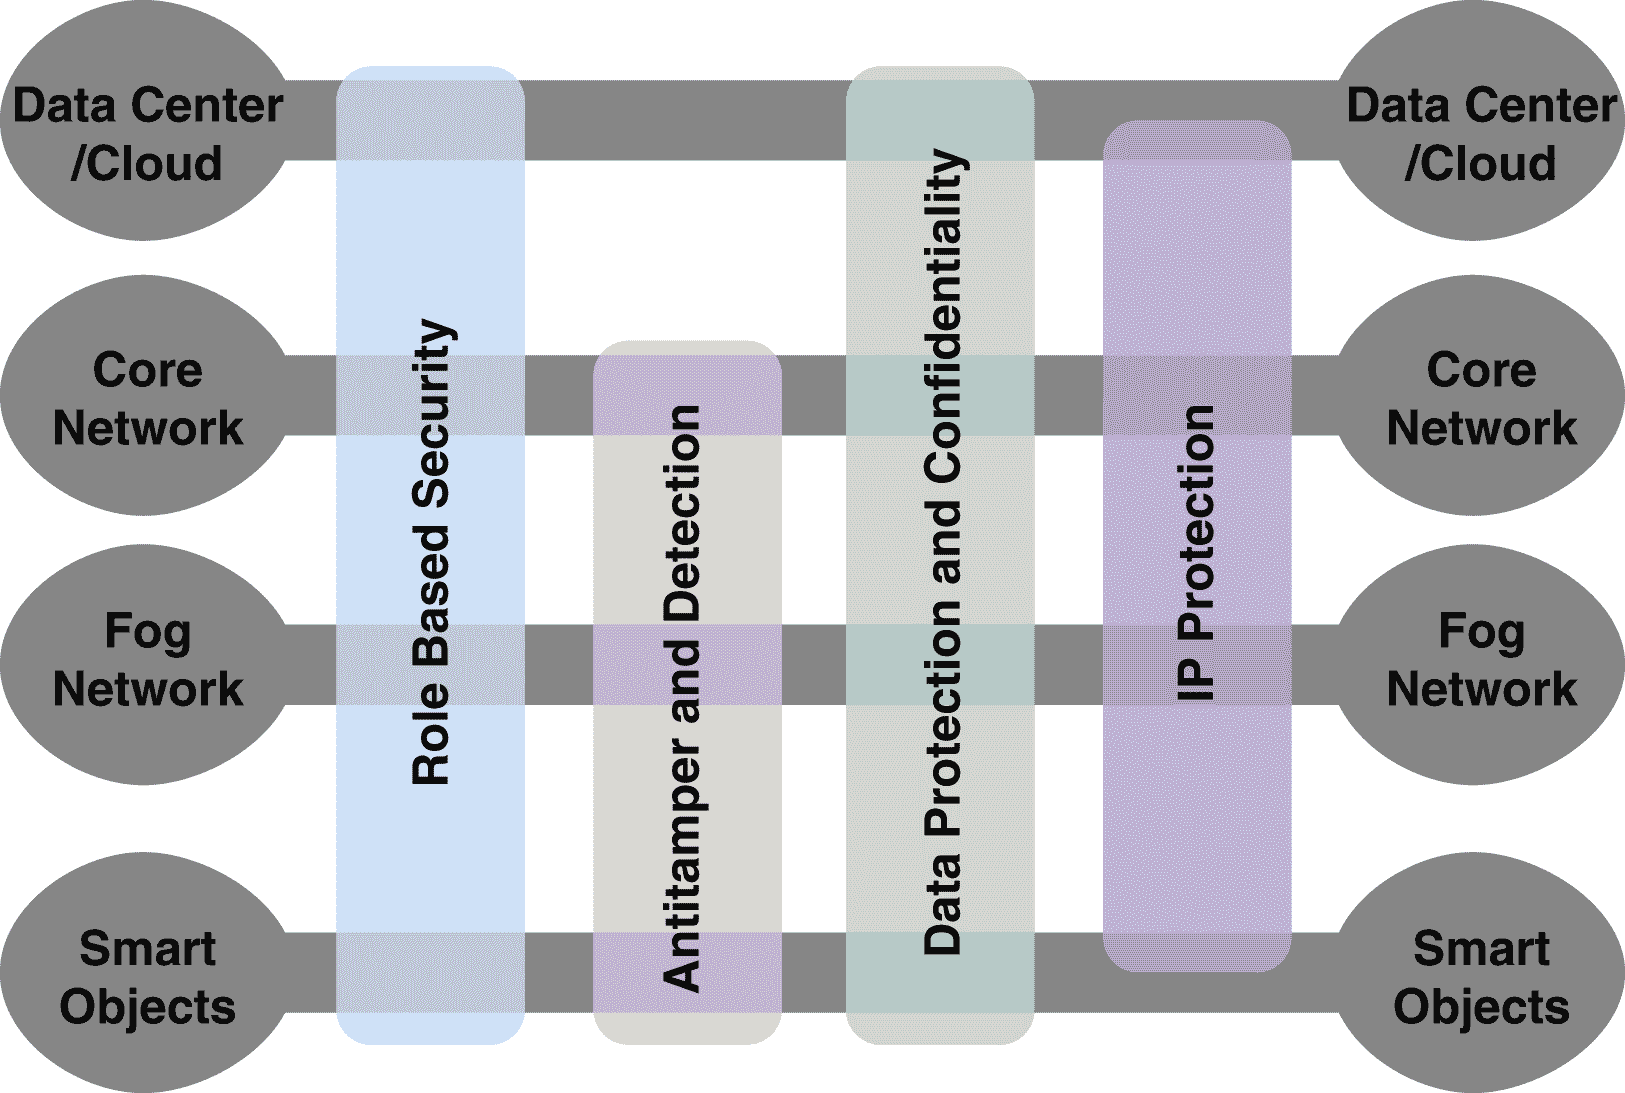 Data Center
/Cloud
Core
Network
Fog
Network
Smart
Objects
Role Based Security
Antitamper and Detection
Data Protection and Confidentiality
IP Protection
Data Center
/Cloud
Core
Network
Fog
Network
Smart
Objects